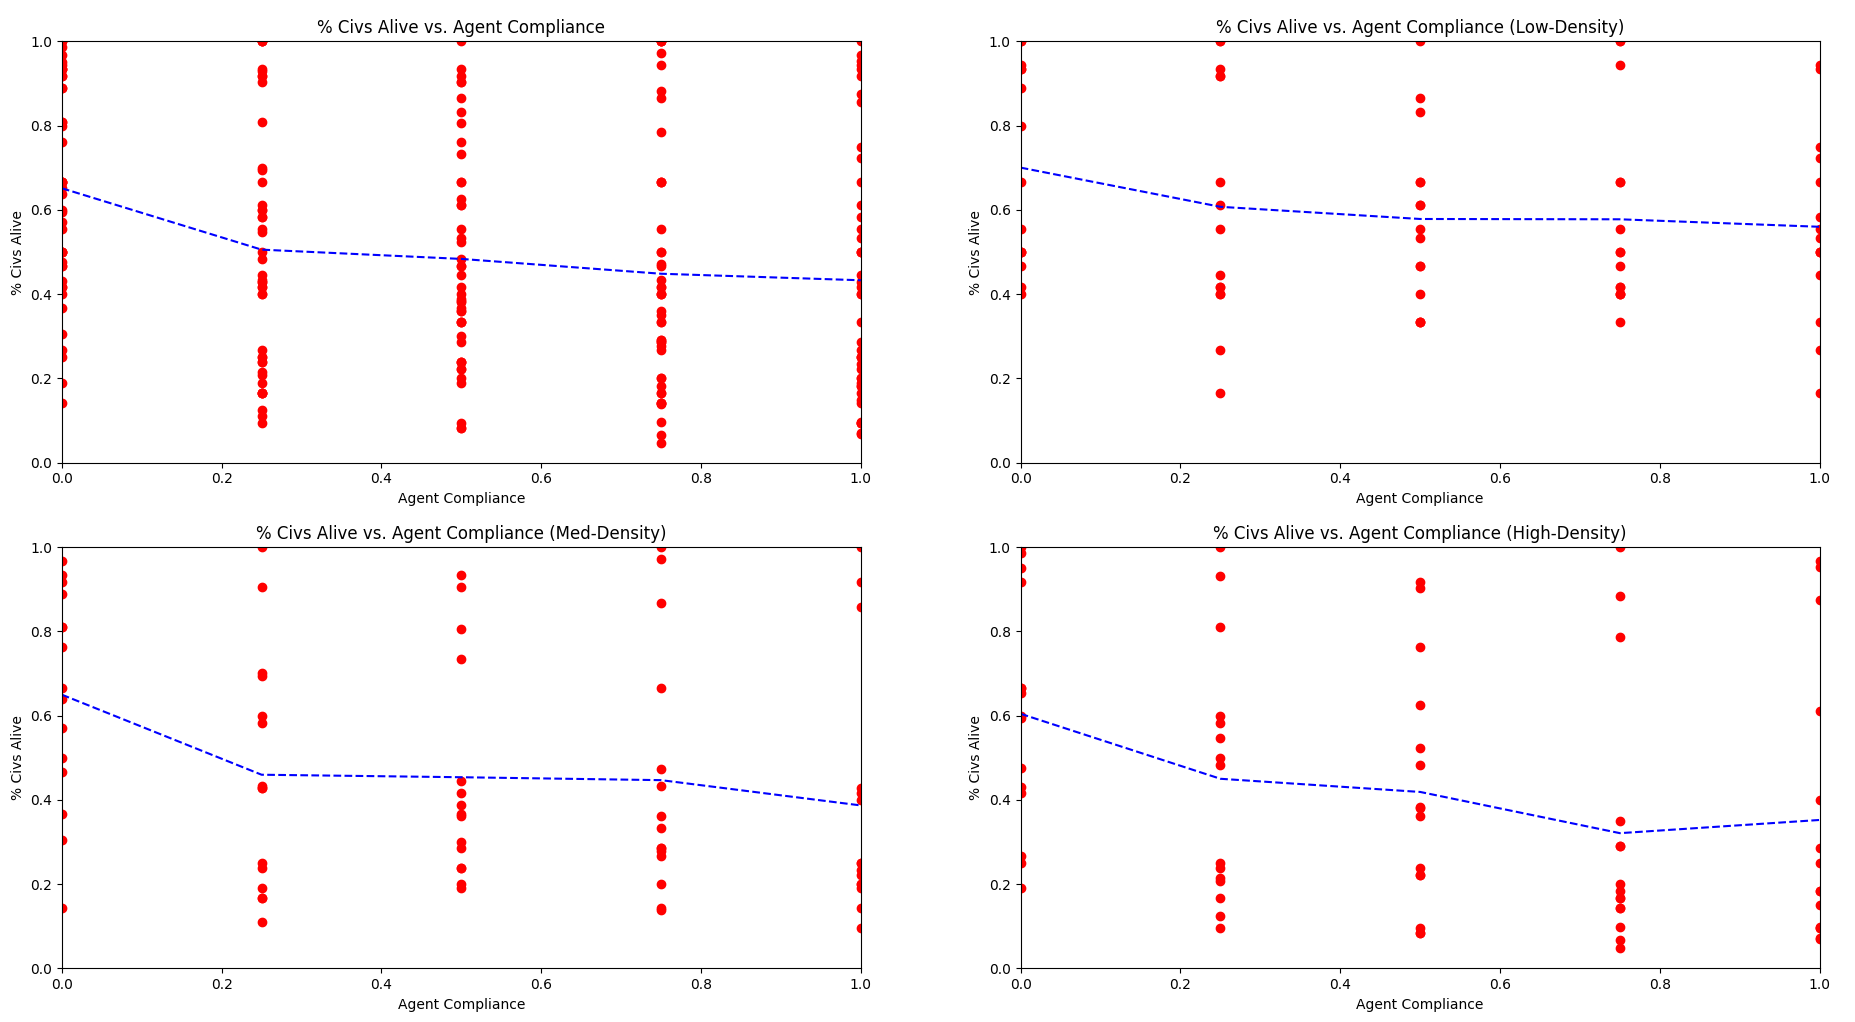 % Civs Alive vs. Agent Compliance
1.0
0.8
0.6
0.4
0.2
0.0
% Civs Alive
0.0 0.2 0.4 0.6 0.8 1.0
Agent Compliance
% Civs Alive vs. Agent Compliance (Low-Density)
1.0
0.8
0.6
0.4
0.2
0.0
% Civs Alive
0.0 0.2 0.4 0.6 0.8 1.0
Agent Compliance
% Civs Alive vs. Agent Compliance (Med-Density)
1.0
0.8
0.6
0.4
0.2
0.0
% Civs Alive
0.0 0.2 0.4 0.6 0.8 1.0
Agent Compliance
% Civs Alive vs. Agent Compliance (High-Density)
1.0
0.8
0.6
0.4
0.2
0.0
% Civs Alive
0.0 0.2 0.4 0.6 0.8 1.0
Agent Compliance